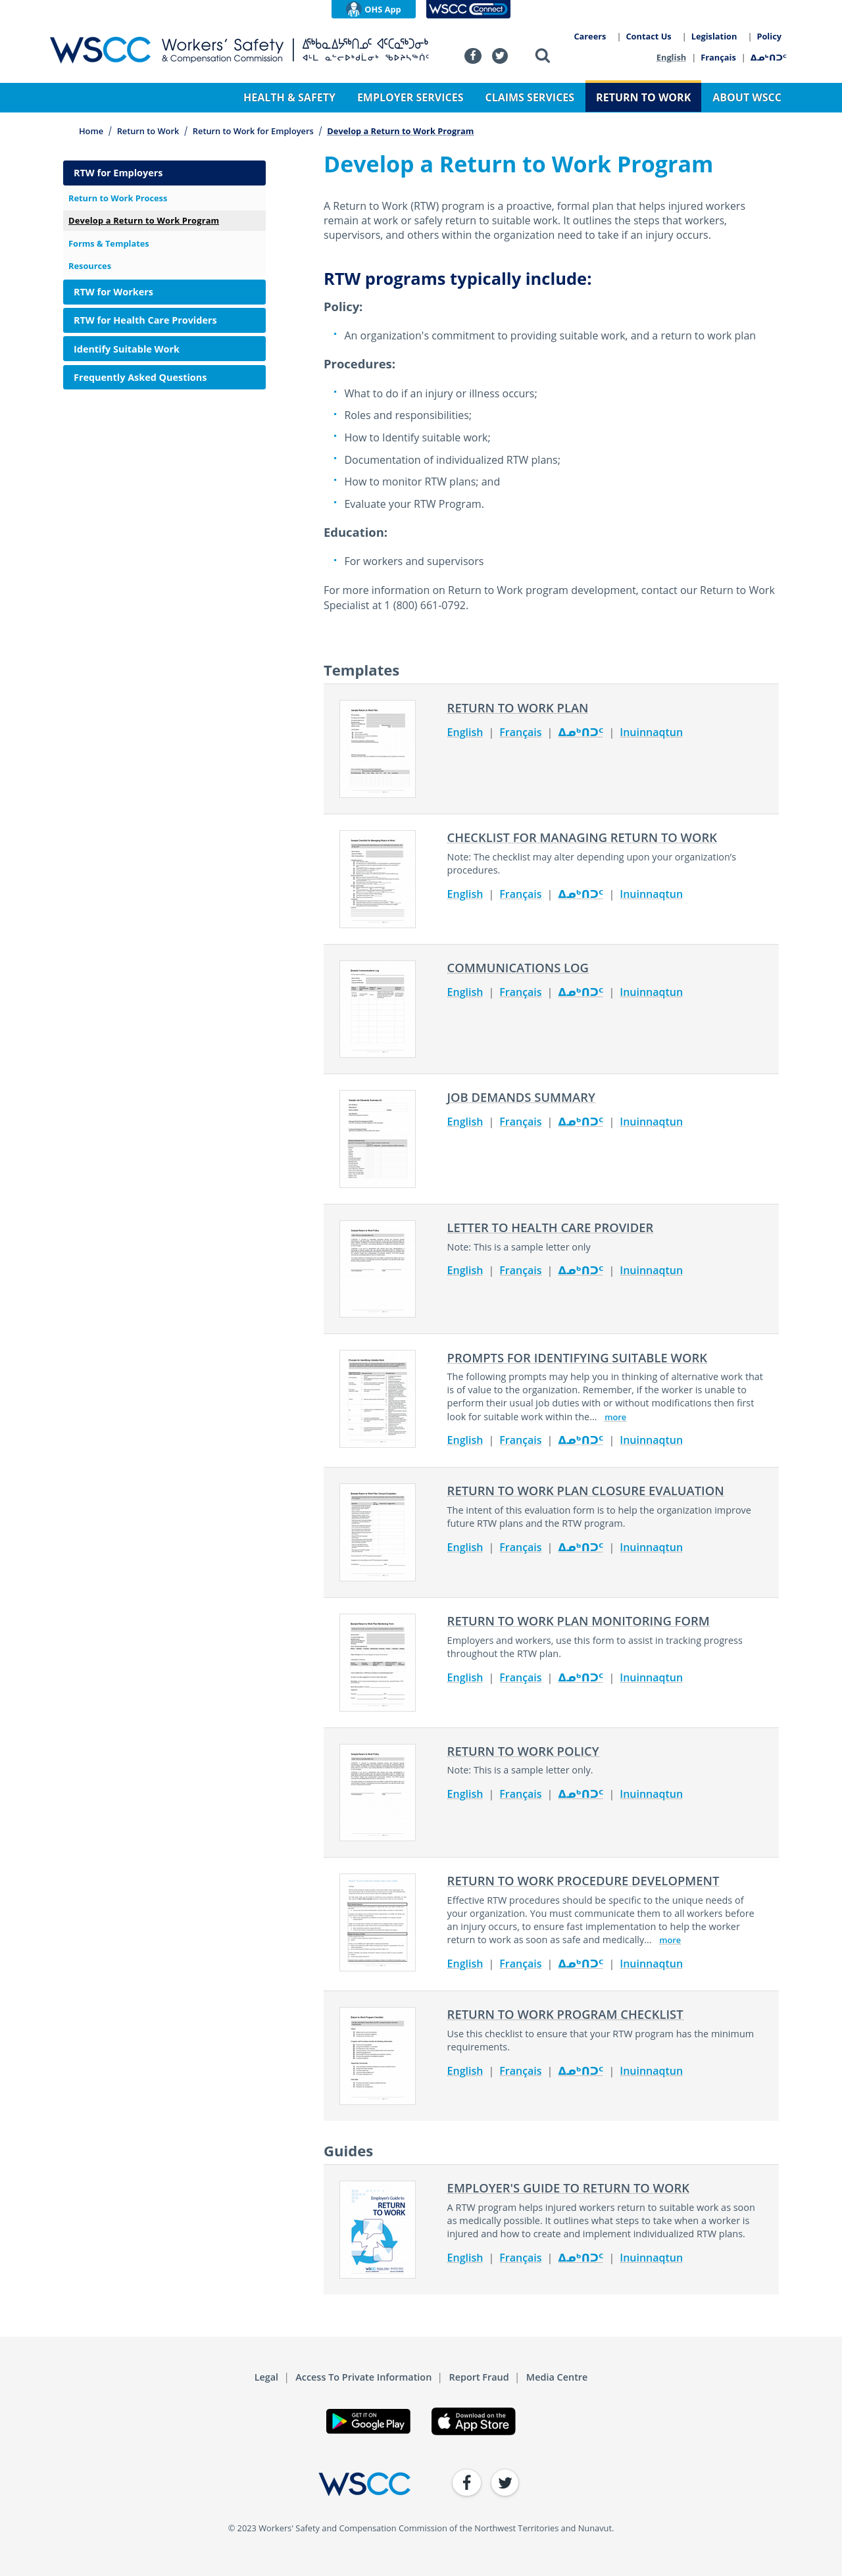 OHS App
WSCC Connect
WSCC
Workers' Safety
& Compensation Commission
Careers | Contact Us | Legislation | Policy
English | Français | ᐃᓄᒃᑎᑐᑦ
HEALTH & SAFETY
EMPLOYER SERVICES
CLAIMS SERVICES
RETURN TO WORK
ABOUT WSCC
Home / Return to Work / Return to Work for Employers / Develop a Return to Work Program
RTW for Employers
Return to Work Process
Develop a Return to Work Program
Forms & Templates
Resources
RTW for Workers
RTW for Health Care Providers
Identify Suitable Work
Frequently Asked Questions
Develop a Return to Work Program
A Return to Work (RTW) program is a proactive, formal plan that helps injured workers
remain at work or safely return to suitable work. It outlines the steps that workers,
supervisors, and others within the organization need to take if an injury occurs.
RTW programs typically include:
Policy:
An organization's commitment to providing suitable work, and a return to work plan
Procedures:
What to do if an injury or illness occurs;
Roles and responsibilities;
How to Identify suitable work;
Documentation of individualized RTW plans;
How to monitor RTW plans; and
Evaluate your RTW Program.
Education:
For workers and supervisors
For more information on Return to Work program development, contact our Return to Work
Specialist at 1 (800) 661-0792.
Templates
RETURN TO WORK PLAN
English | Français | ᐃᓄᒃᑎᑐᑦ | Inuinnaqtun
CHECKLIST FOR MANAGING RETURN TO WORK
Note: The checklist may alter depending upon your organization's
procedures.
English | Français | ᐃᓄᒃᑎᑐᑦ | Inuinnaqtun
COMMUNICATIONS LOG
English | Français | ᐃᓄᒃᑎᑐᑦ | Inuinnaqtun
JOB DEMANDS SUMMARY
English | Français | ᐃᓄᒃᑎᑐᑦ | Inuinnaqtun
LETTER TO HEALTH CARE PROVIDER
Note: This is a sample letter only
English | Français | ᐃᓄᒃᑎᑐᑦ | Inuinnaqtun
PROMPTS FOR IDENTIFYING SUITABLE WORK
The following prompts may help you in thinking of alternative work that
is of value to the organization. Remember, if the worker is unable to
perform their usual job duties with or without modifications then first
look for suitable work within the... more
English | Français | ᐃᓄᒃᑎᑐᑦ | Inuinnaqtun
RETURN TO WORK PLAN CLOSURE EVALUATION
The intent of this evaluation form is to help the organization improve
future RTW plans and the RTW program.
English | Français | ᐃᓄᒃᑎᑐᑦ | Inuinnaqtun
RETURN TO WORK PLAN MONITORING FORM
Employers and workers, use this form to assist in tracking progress
throughout the RTW plan.
English | Français | ᐃᓄᒃᑎᑐᑦ | Inuinnaqtun
RETURN TO WORK POLICY
Note: This is a sample letter only.
English | Français | ᐃᓄᒃᑎᑐᑦ | Inuinnaqtun
RETURN TO WORK PROCEDURE DEVELOPMENT
Effective RTW procedures should be specific to the unique needs of
your organization. You must communicate them to all workers before
an injury occurs, to ensure fast implementation to help the worker
return to work as soon as safe and medically... more
English | Français | ᐃᓄᒃᑎᑐᑦ | Inuinnaqtun
RETURN TO WORK PROGRAM CHECKLIST
Use this checklist to ensure that your RTW program has the minimum
requirements.
English | Français | ᐃᓄᒃᑎᑐᑦ | Inuinnaqtun
Guides
Employer's Guide to
RETURN
TO WORK
EMPLOYER'S GUIDE TO RETURN TO WORK
A RTW program helps injured workers return to suitable work as soon
as medically possible. It outlines what steps to take when a worker is
injured and how to create and implement individualized RTW plans.
English | Français | ᐃᓄᒃᑎᑐᑦ | Inuinnaqtun
Legal | Access To Private Information | Report Fraud | Media Centre
GET IT ON
Google Play
Download on the
App Store
WSCC
© 2023 Workers' Safety and Compensation Commission of the Northwest Territories and Nunavut.